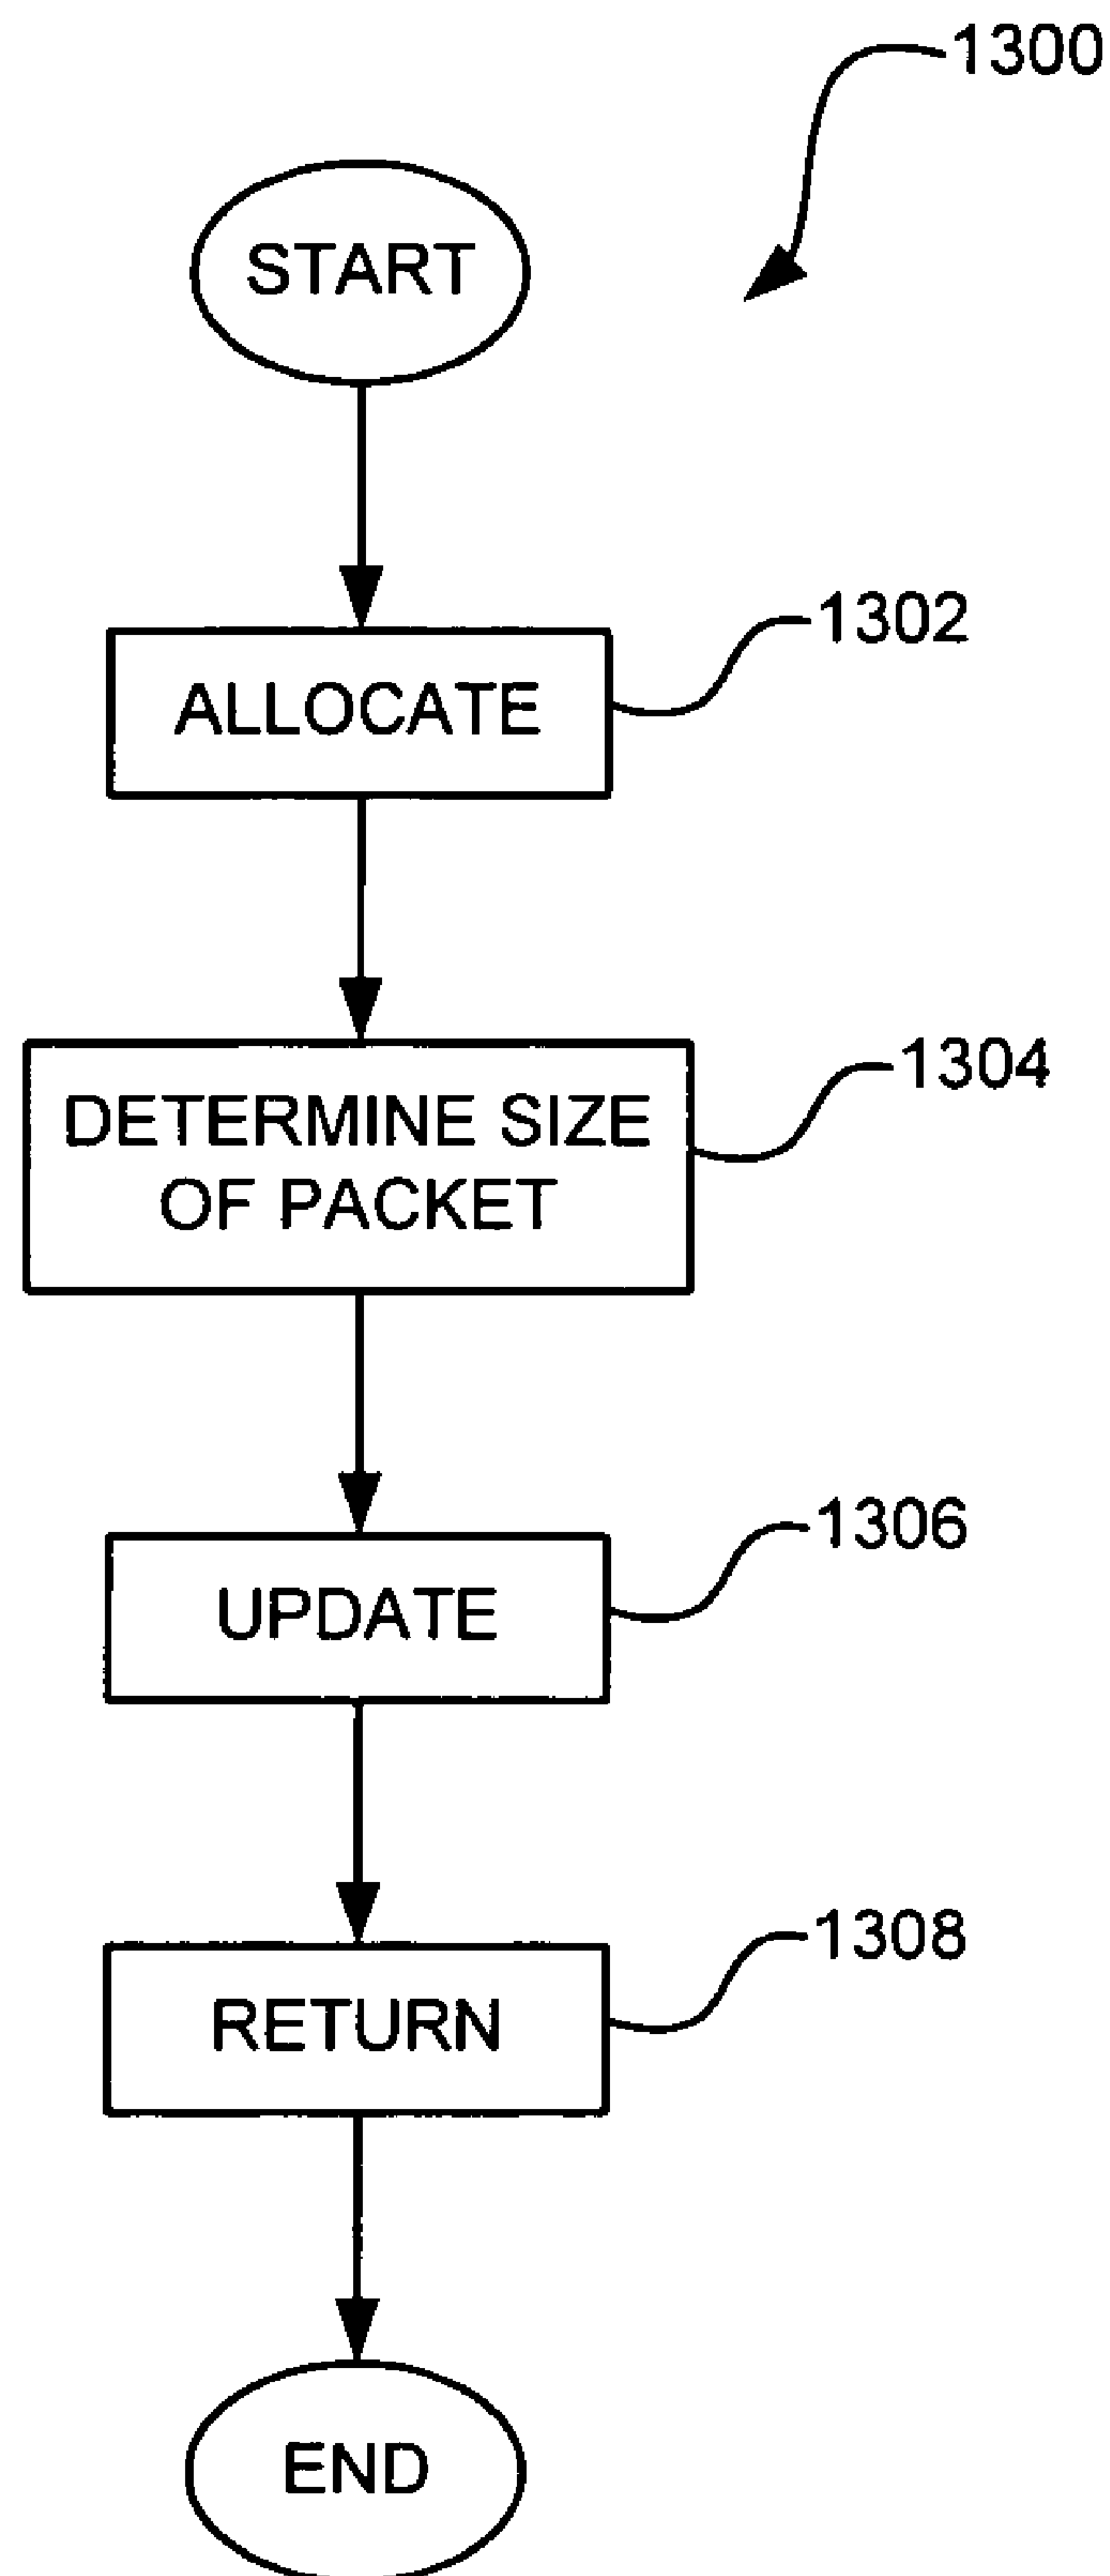 1300
START
ALLOCATE
1302
DETERMINE SIZE
OF PACKET
1304
UPDATE
1306
RETURN
1308
END